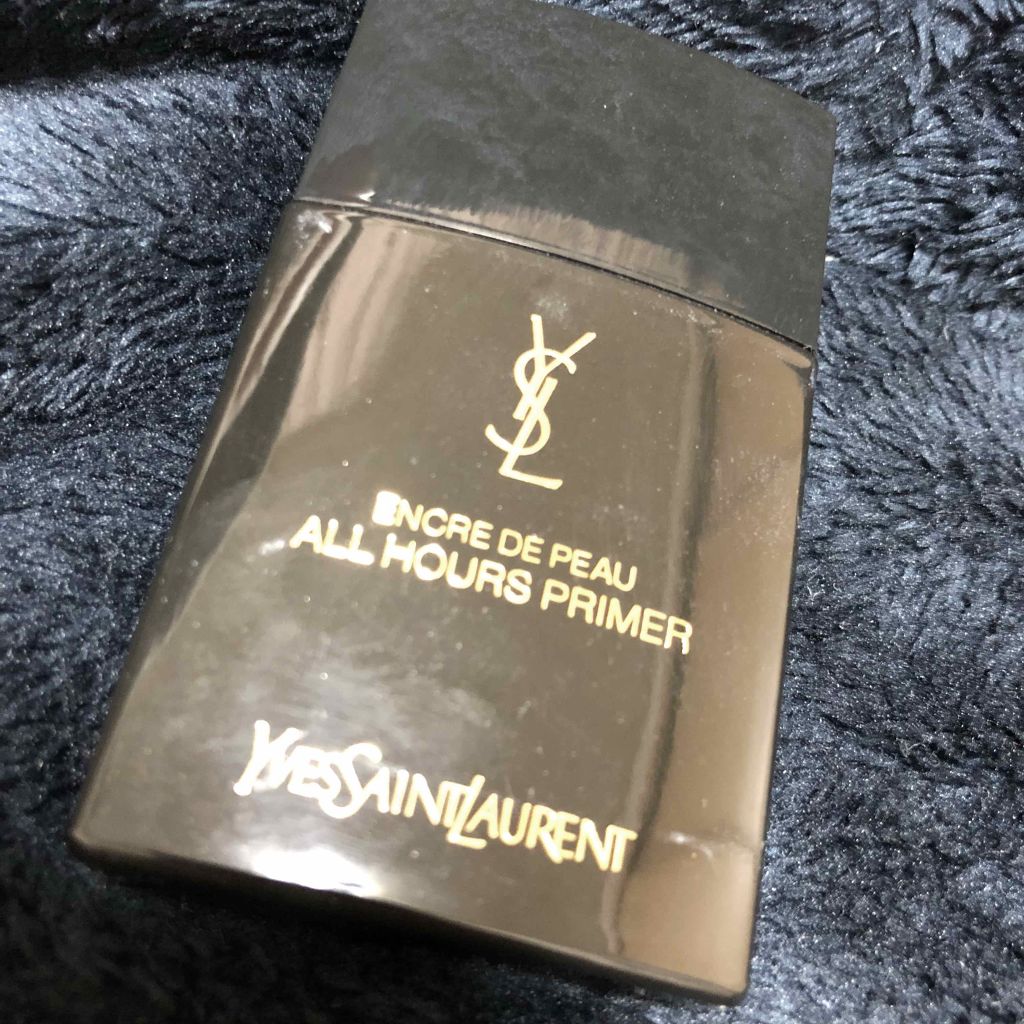 YSL
ENCRE DE PEAU
ALL HOURS PRIMER
YVESSAINTLAURENT